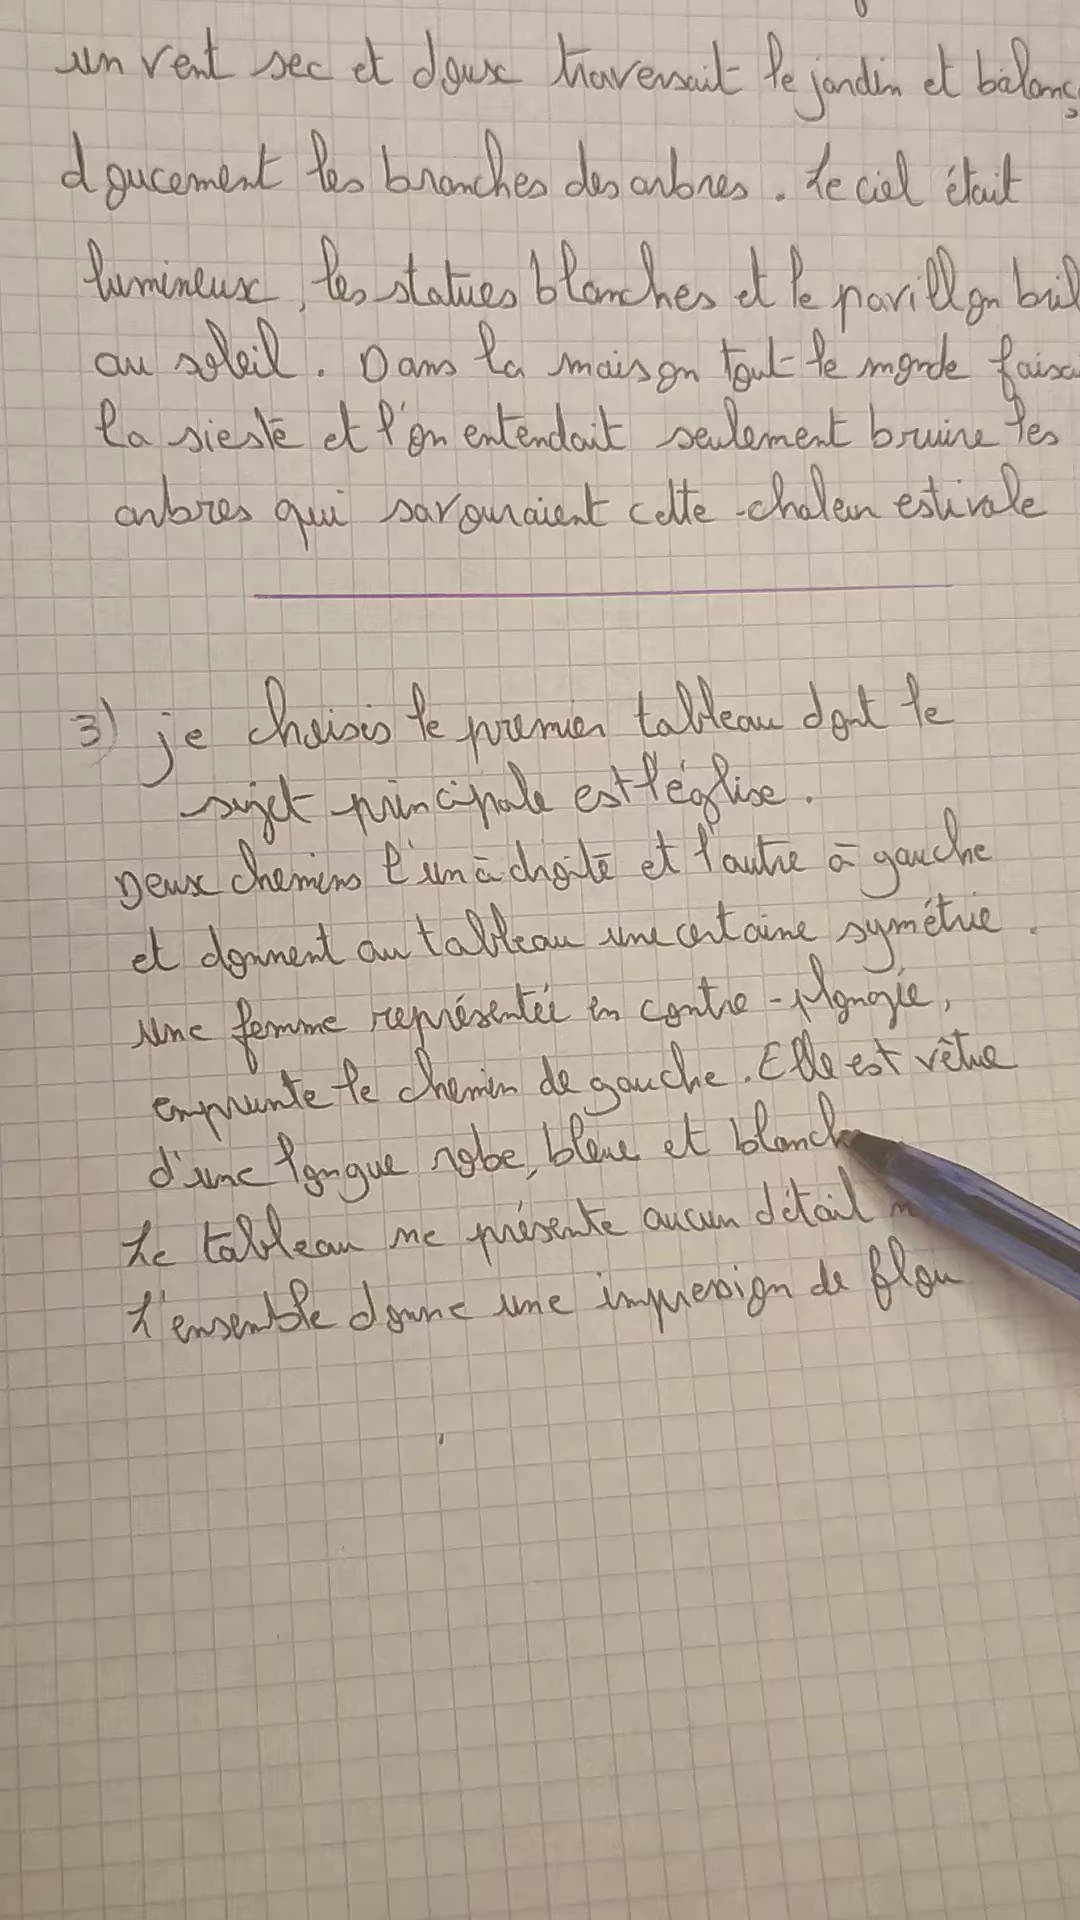 un vent sec et doux traversait le jardin et balanç
doucement les branches des arbres. Le ciel était
lumineux, les statues blanches et le pavillon bril
au soleil. Dans la maison tout le monde faisa
la sieste et l'on entendait seulement bruire les
arbres qui savouraient cette chaleur estivale
3) je choisis le premier tableau dont le
sujet principale est l'église.
Deux chemins l'un à droite et l'autre à gauche
et donnent au tableau une certaine symétrie.
une femme représentée en contre-plongie,
emprunte le chemin de gauche. Elle est vêtue
d'une longue robe, bleue et blanch
Le tableau ne présente aucun détail
L'ensemble donne une impression de flou